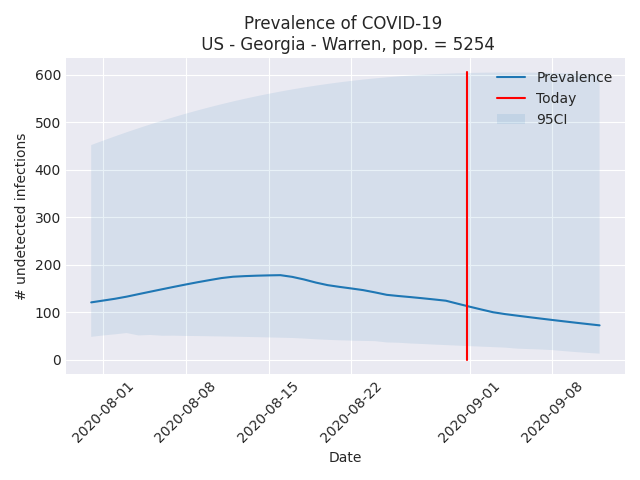 Prevalence of COVID-19
US - Georgia - Warren, pop. = 5254
# undetected infections
600
500
400
300
200
100
0
Prevalence
Today
95CI
2020-08-01
2020-08-08
2020-08-15
2020-08-22
2020-09-01
2020-09-08
Date